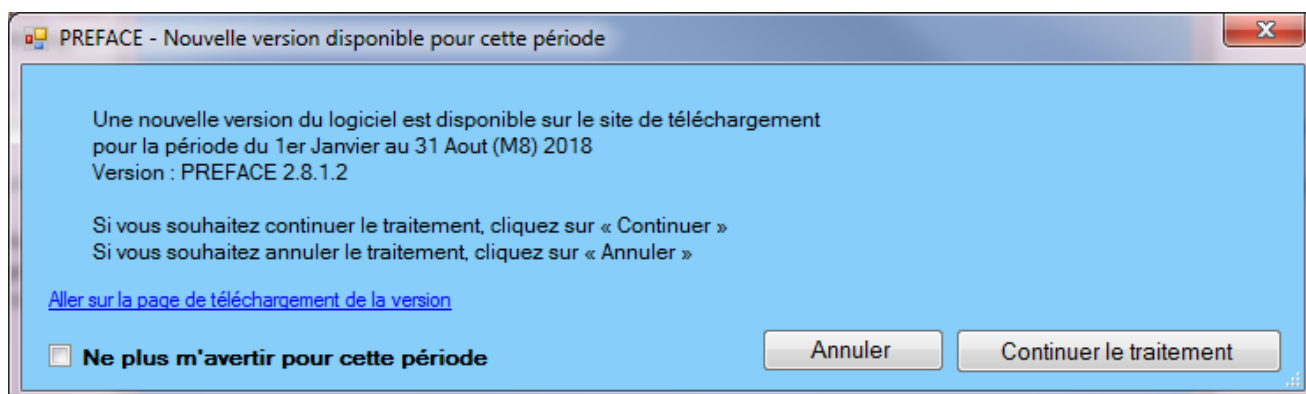 PREFACE - Nouvelle version disponible pour cette période
Une nouvelle version du logiciel est disponible sur le site de téléchargement
pour la période du 1er Janvier au 31 Aout (M8) 2018
Version : PREFACE 2.8.1.2
Si vous souhaitez continuer le traitement, cliquez sur « Continuer »
Si vous souhaitez annuler le traitement, cliquez sur « Annuler »
Aller sur la page de téléchargement de la version
Ne plus m'avertir pour cette période
Annuler
Continuer le traitement